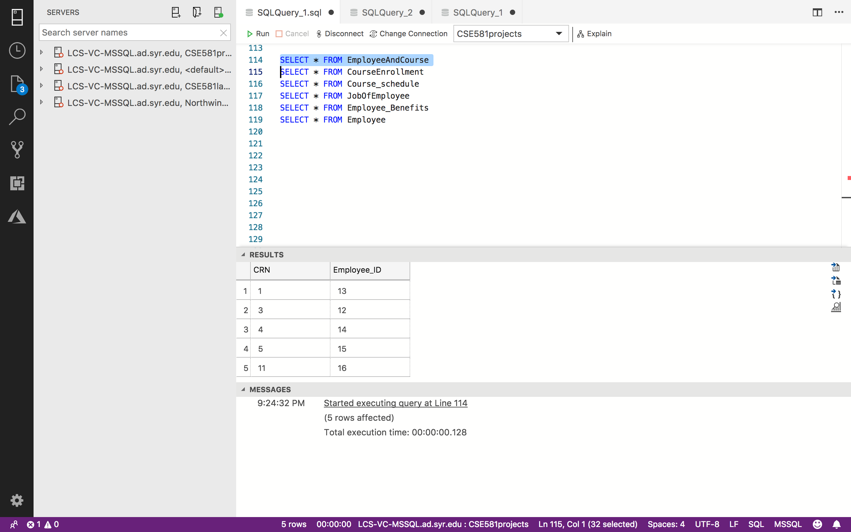 SERVERS
SQLQuery_1.sql
SQLQuery_2
SQLQuery_1
Search server names
Run
Cancel
Disconnect
Change Connection
CSE581projects
Explain
LCS-VC-MSSQL.ad.syr.edu, CSE581pr...
LCS-VC-MSSQL.ad.syr.edu, <default>...
LCS-VC-MSSQL.ad.syr.edu, CSE581la...
LCS-VC-MSSQL.ad.syr.edu, Northwin...
3
113
114 SELECT * FROM EmployeeAndCourse
115 SELECT * FROM CourseEnrollment
116 SELECT * FROM Course_schedule
117 SELECT * FROM JobOfEmployee
118 SELECT * FROM Employee_Benefits
119 SELECT * FROM Employee
120
121
122
123
124
125
126
127
128
129
RESULTS
CRN Employee_ID
1 1 13
2 3 12
3 4 14
4 5 15
5 11 16
MESSAGES
9:24:32 PM Started executing query at Line 114
(5 rows affected)
Total execution time: 00:00:00.128
1 0
5 rows 00:00:00 LCS-VC-MSSQL.ad.syr.edu : CSE581projects Ln 115, Col 1 (32 selected) Spaces: 4 UTF-8 LF SQL MSSQL